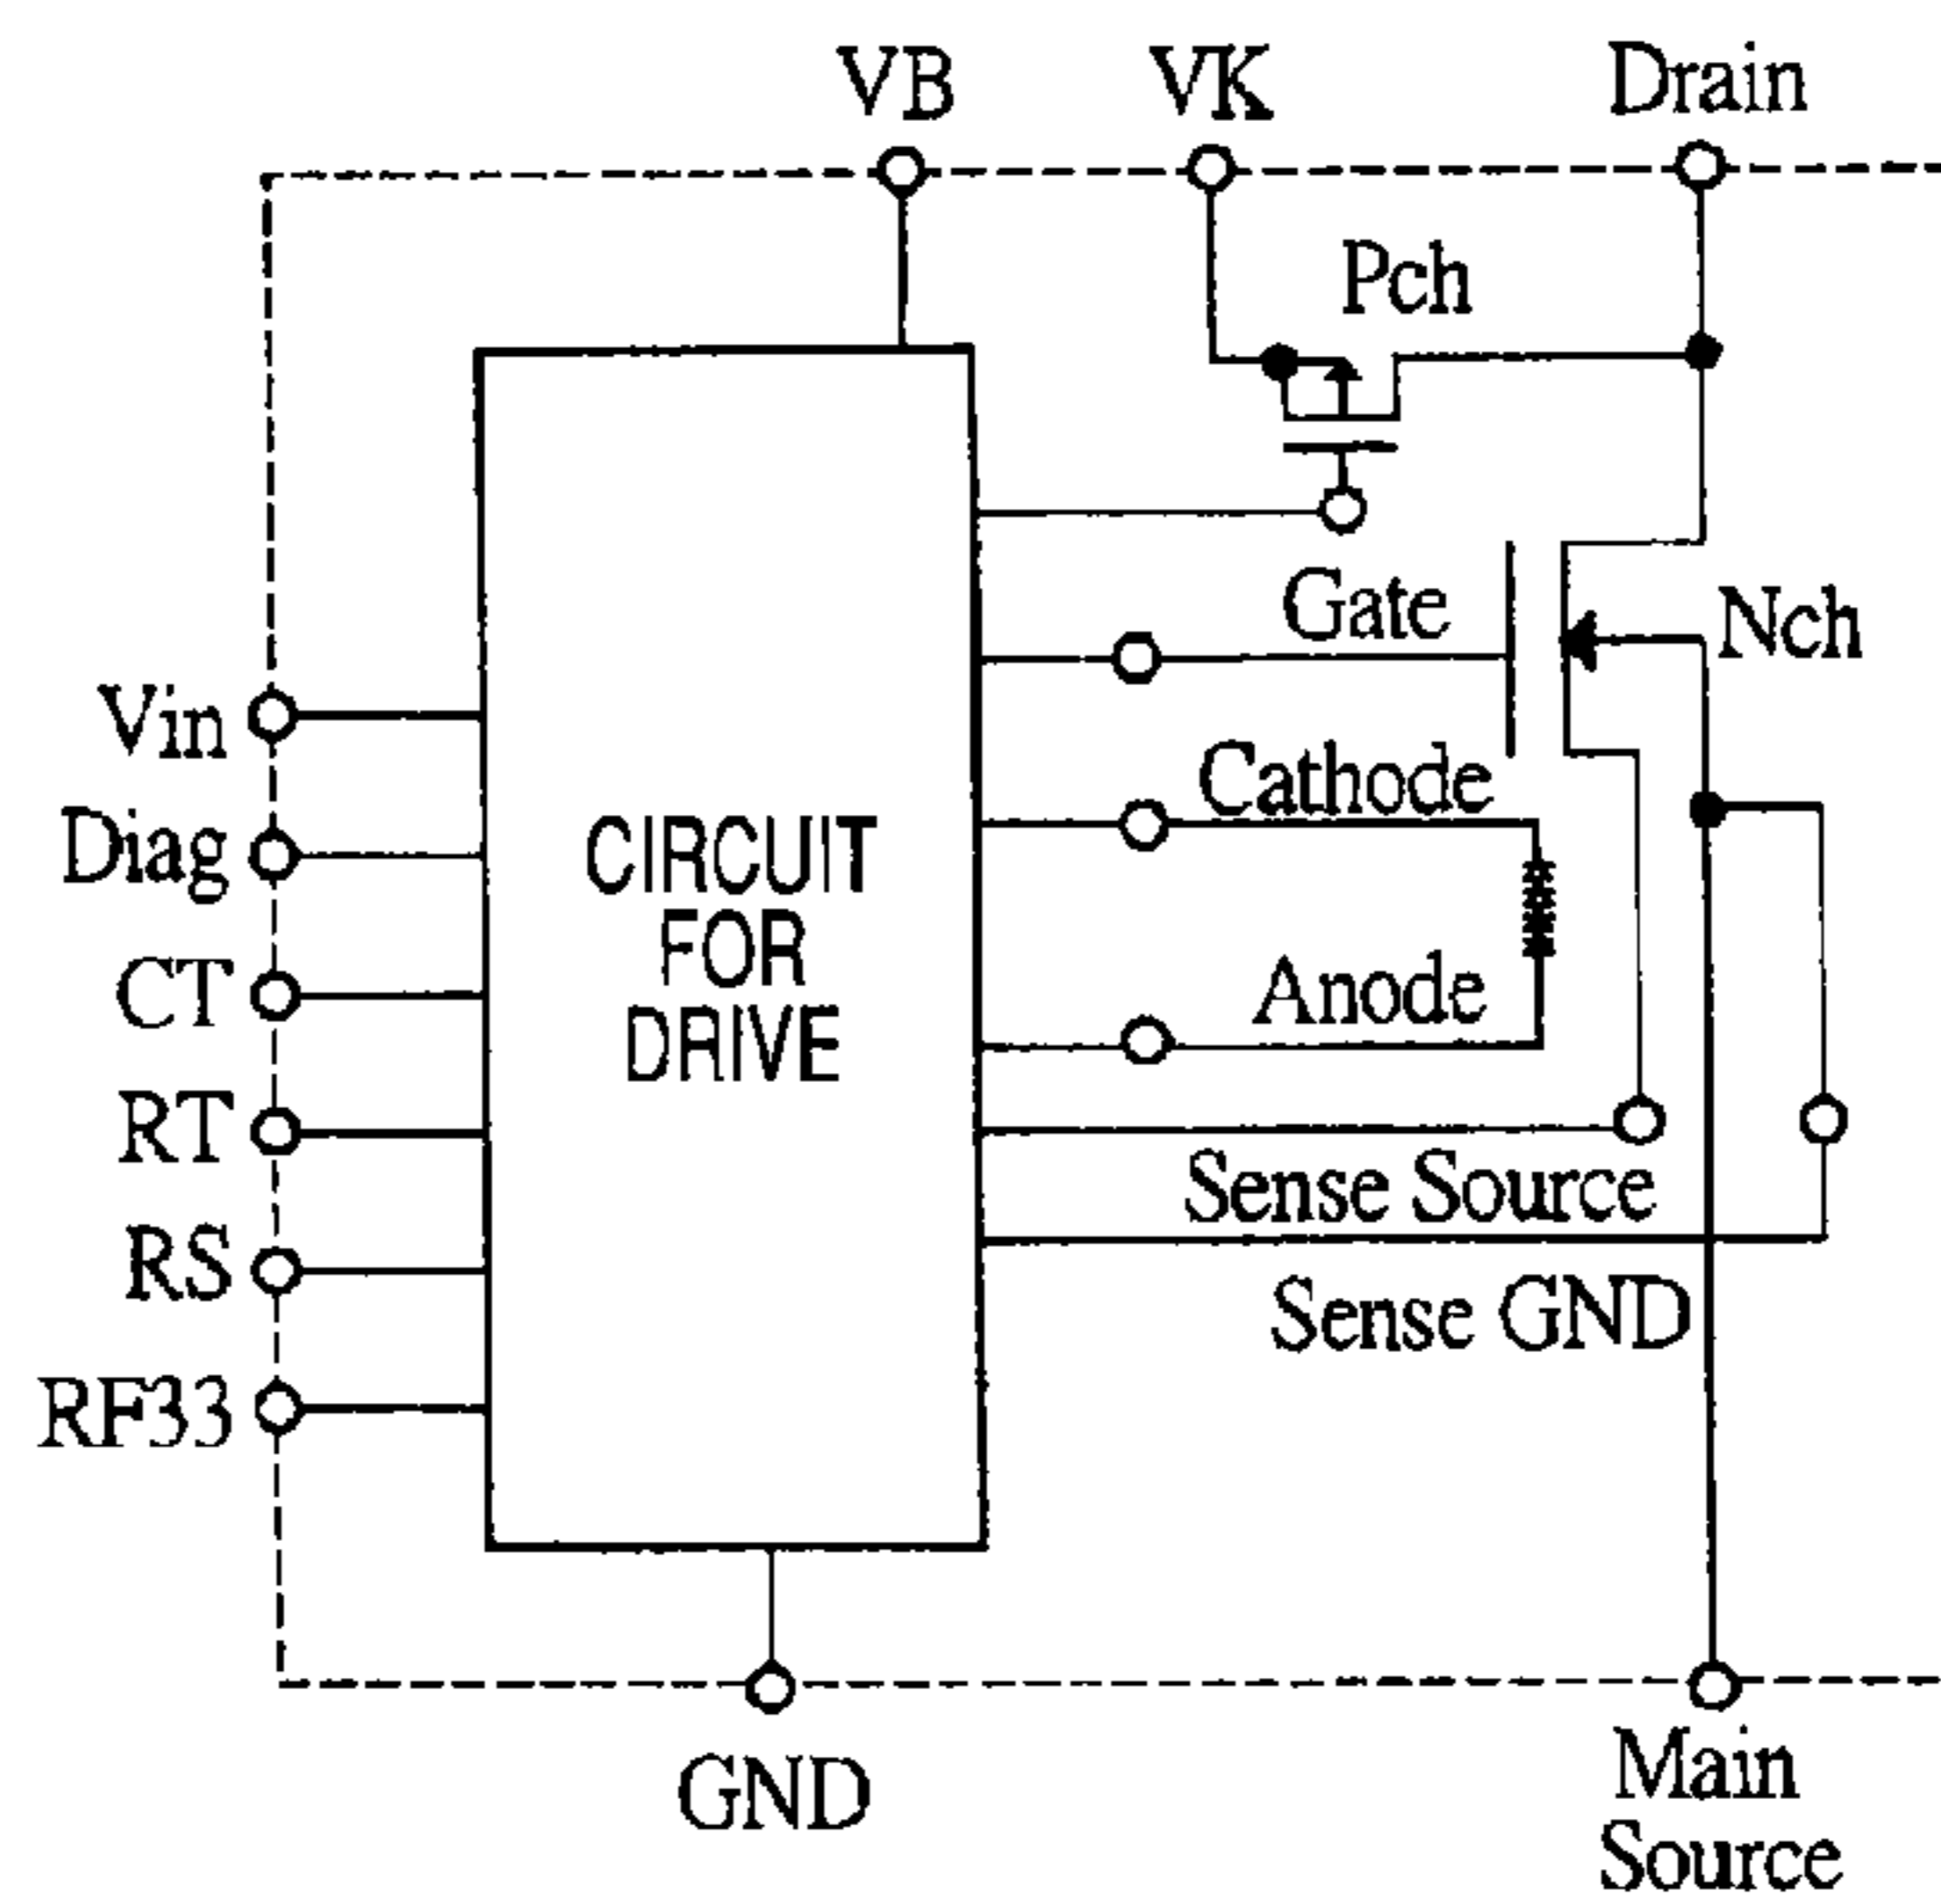 VB
VK
Drain
Pch
Gate
Nch
Vin
Cathode
Diag
CIRCUIT
FOR
DRIVE
CT
Anode
RT
Sense Source
RS
Sense GND
RF33
GND
Main
Source